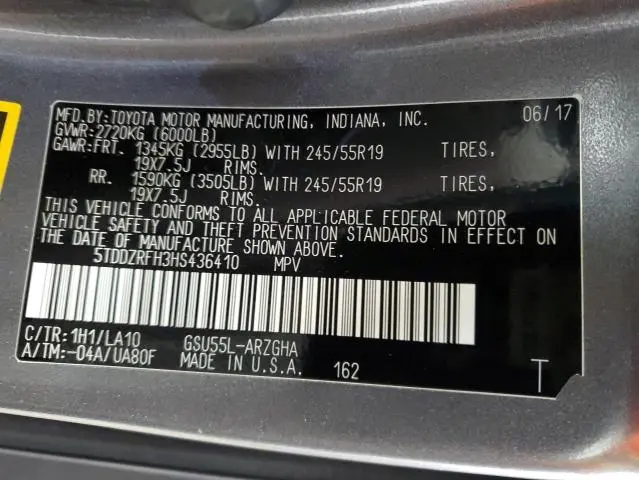 MFD.BY:TOYOTA MOTOR MANUFACTURING, INDIANA, INC. 06/17
GVWR:2720KG (6000LB)
GAWR:FRT. 1345KG (2955LB) WITH 245/55R19 TIRES,
19X7.5J RIMS.
RR. 1590KG (3505LB) WITH 245/55R19 TIRES,
19X7.5J RIMS.
THIS VEHICLE CONFORMS TO ALL APPLICABLE FEDERAL MOTOR
VEHICLE SAFETY AND THEFT PREVENTION STANDARDS IN EFFECT ON
THE DATE OF MANUFACTURE SHOWN ABOVE.
5TDDZRFH3HS436410 MPV
C/TR:1H1/LA10 GSU55L-ARZGHA
A/TM:-04A/UA80F MADE IN U.S.A. 162 T